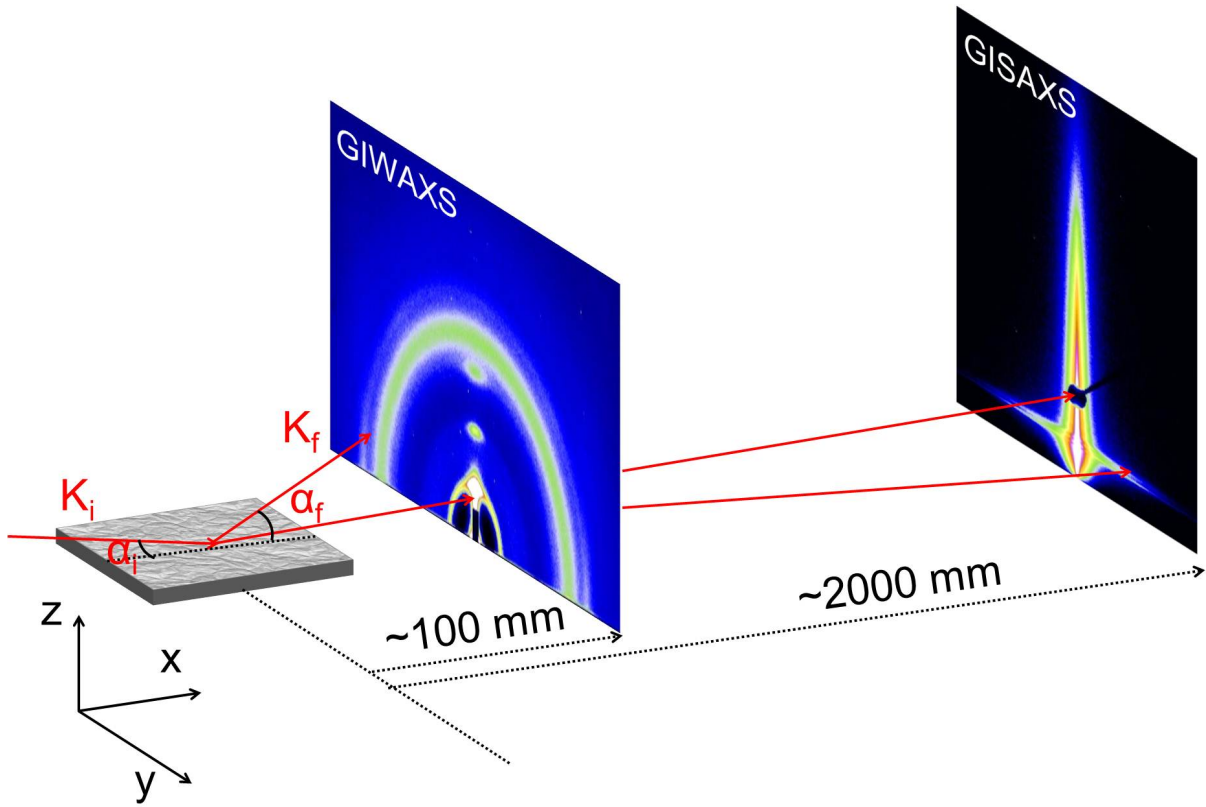 GIWAXS
GISAXS
K_f
K_i
α_f
α_i
~100 mm
~2000 mm
z
x
y